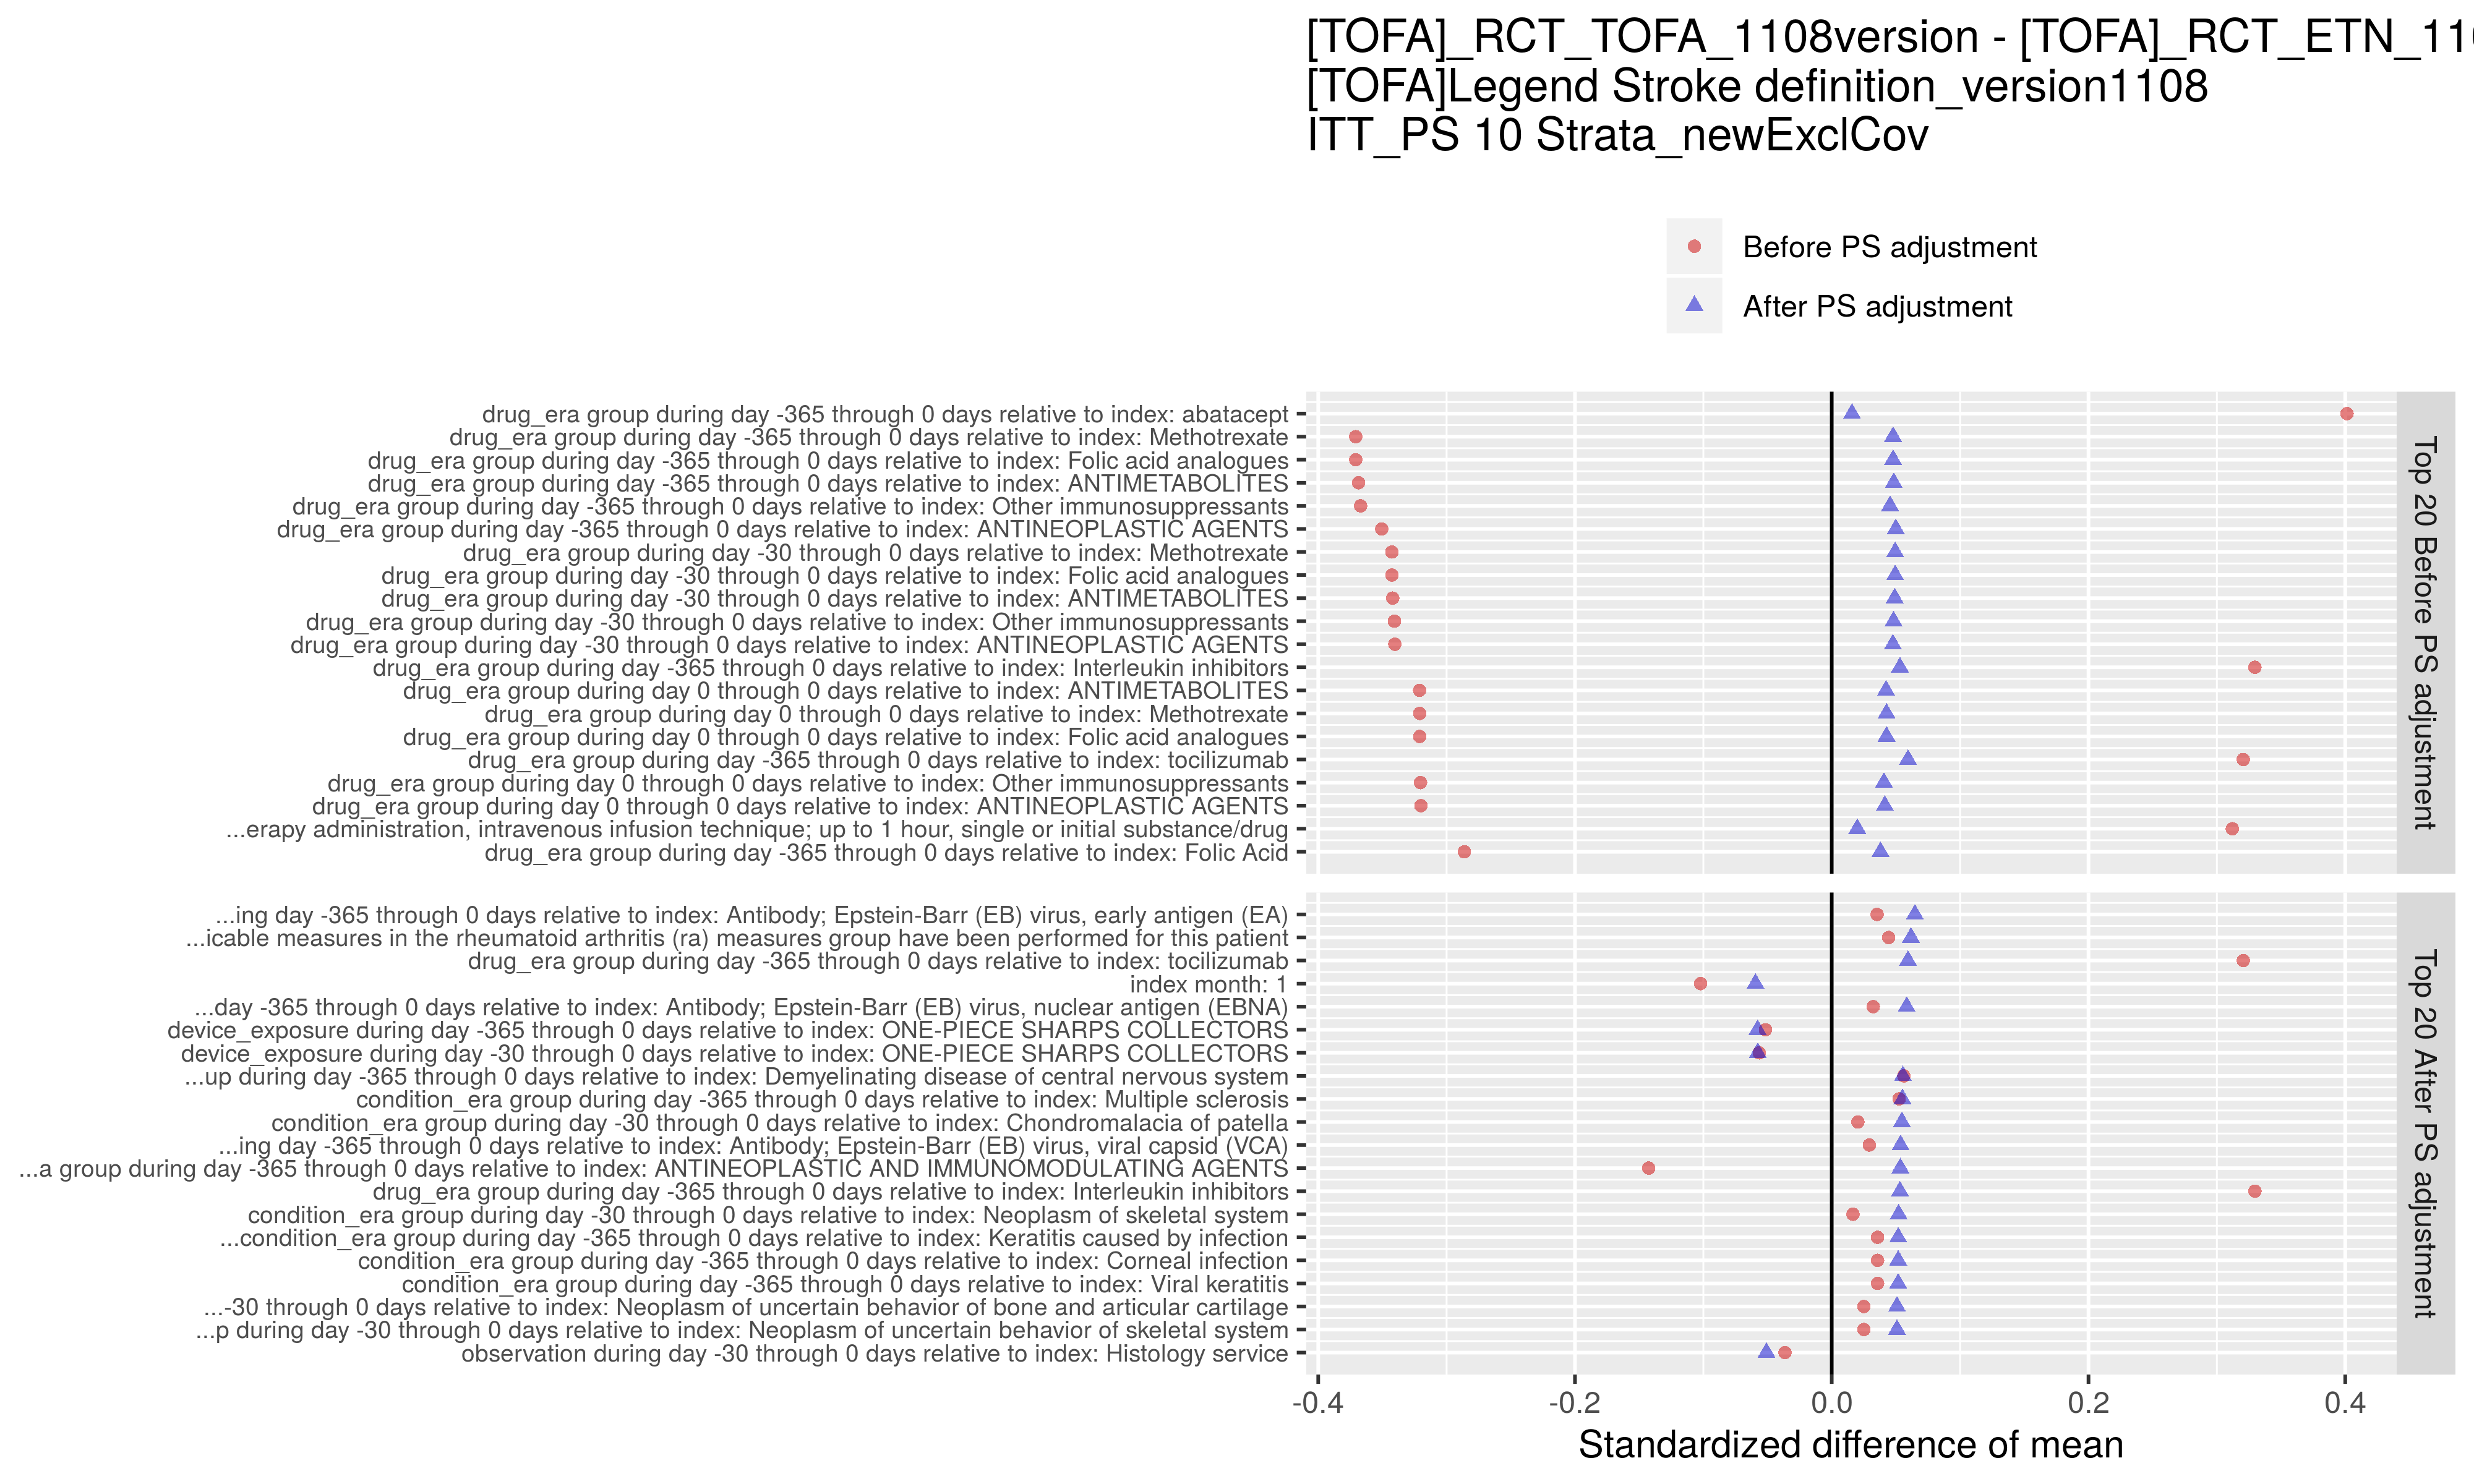 [TOFA]_RCT_TOFA_1108version - [TOFA]_RCT_ETN_110
[TOFA]Legend Stroke definition_version1108
ITT_PS 10 Strata_newExclCov
Before PS adjustment
After PS adjustment
drug_era group during day -365 through 0 days relative to index: abatacept
drug_era group during day -365 through 0 days relative to index: Methotrexate
drug_era group during day -365 through 0 days relative to index: Folic acid analogues
drug_era group during day -365 through 0 days relative to index: ANTIMETABOLITES
drug_era group during day -365 through 0 days relative to index: Other immunosuppressants
drug_era group during day -365 through 0 days relative to index: ANTINEOPLASTIC AGENTS
drug_era group during day -30 through 0 days relative to index: Methotrexate
drug_era group during day -30 through 0 days relative to index: Folic acid analogues
drug_era group during day -30 through 0 days relative to index: ANTIMETABOLITES
drug_era group during day -30 through 0 days relative to index: Other immunosuppressants
drug_era group during day -30 through 0 days relative to index: ANTINEOPLASTIC AGENTS
drug_era group during day -365 through 0 days relative to index: Interleukin inhibitors
drug_era group during day 0 through 0 days relative to index: ANTIMETABOLITES
drug_era group during day 0 through 0 days relative to index: Methotrexate
drug_era group during day 0 through 0 days relative to index: Folic acid analogues
drug_era group during day -365 through 0 days relative to index: tocilizumab
drug_era group during day 0 through 0 days relative to index: Other immunosuppressants
drug_era group during day 0 through 0 days relative to index: ANTINEOPLASTIC AGENTS
...erapy administration, intravenous infusion technique; up to 1 hour, single or initial substance/drug
drug_era group during day -365 through 0 days relative to index: Folic Acid
Top 20 Before PS adjustment
...ing day -365 through 0 days relative to index: Antibody; Epstein-Barr (EB) virus, early antigen (EA)
...icable measures in the rheumatoid arthritis (ra) measures group have been performed for this patient
drug_era group during day -365 through 0 days relative to index: tocilizumab
index month: 1
...day -365 through 0 days relative to index: Antibody; Epstein-Barr (EB) virus, nuclear antigen (EBNA)
device_exposure during day -365 through 0 days relative to index: ONE-PIECE SHARPS COLLECTORS
device_exposure during day -30 through 0 days relative to index: ONE-PIECE SHARPS COLLECTORS
...up during day -365 through 0 days relative to index: Demyelinating disease of central nervous system
condition_era group during day -365 through 0 days relative to index: Multiple sclerosis
condition_era group during day -30 through 0 days relative to index: Chondromalacia of patella
...ing day -365 through 0 days relative to index: Antibody; Epstein-Barr (EB) virus, viral capsid (VCA)
...a group during day -365 through 0 days relative to index: ANTINEOPLASTIC AND IMMUNOMODULATING AGENTS
drug_era group during day -365 through 0 days relative to index: Interleukin inhibitors
condition_era group during day -30 through 0 days relative to index: Neoplasm of skeletal system
...condition_era group during day -365 through 0 days relative to index: Keratitis caused by infection
condition_era group during day -365 through 0 days relative to index: Corneal infection
condition_era group during day -365 through 0 days relative to index: Viral keratitis
...-30 through 0 days relative to index: Neoplasm of uncertain behavior of bone and articular cartilage
...p during day -30 through 0 days relative to index: Neoplasm of uncertain behavior of skeletal system
observation during day -30 through 0 days relative to index: Histology service
Top 20 After PS adjustment
-0.4 -0.2 0.0 0.2 0.4
Standardized difference of mean